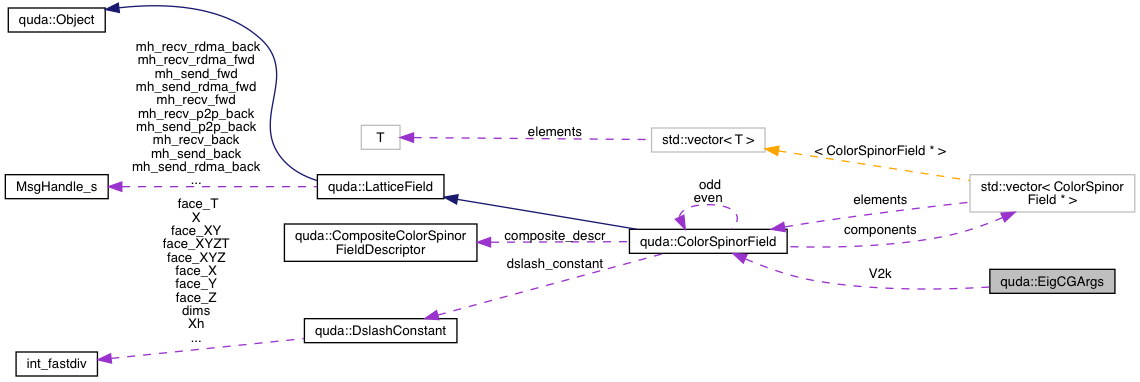 quda::Object
mh_recv_rdma_back
mh_recv_rdma_fwd
mh_send_fwd
mh_send_rdma_fwd
mh_recv_fwd
mh_recv_p2p_back
mh_send_p2p_back
mh_recv_back
mh_send_back
mh_send_rdma_back
...
MsgHandle_s
quda::LatticeField
T
elements
std::vector< T >
< ColorSpinorField * >
std::vector< ColorSpinor
Field * >
odd
even
elements
components
quda::ColorSpinorField
composite_descr
quda::CompositeColorSpinor
FieldDescriptor
dslash_constant
V2k
quda::EigCGArgs
face_T
X
face_XY
face_XYZT
face_XYZ
face_X
face_Y
face_Z
dims
Xh
...
quda::DslashConstant
int_fastdiv